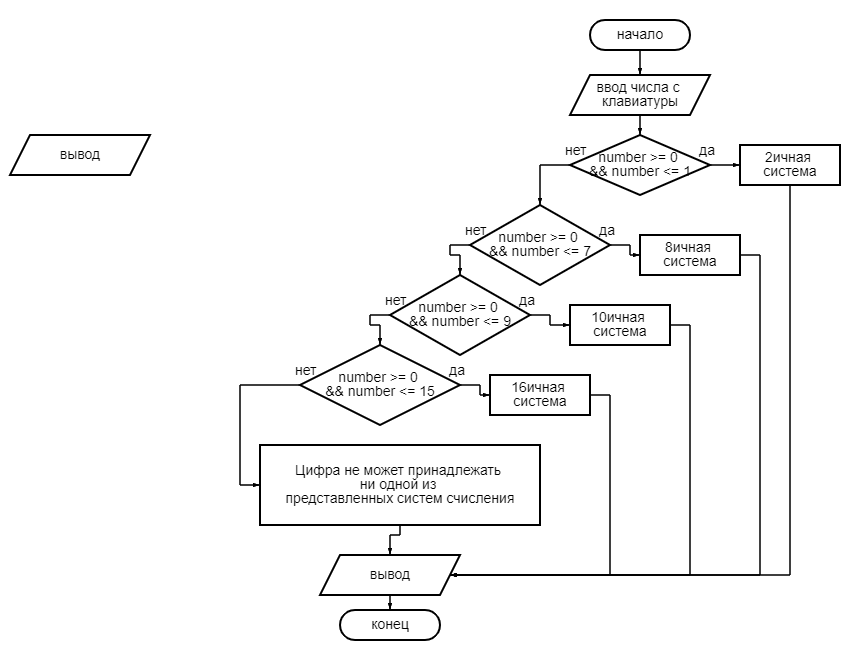 начало
ввод числа с
клавиатуры
нет
да
number >= 0
&& number <= 1
2ичная
система
вывод
нет
да
number >= 0
&& number <= 7
8ичная
система
нет
да
number >= 0
&& number <= 9
10ичная
система
нет
да
number >= 0
&& number <= 15
16ичная
система
Цифра не может принадлежать
ни одной из
представленных систем счисления
вывод
конец